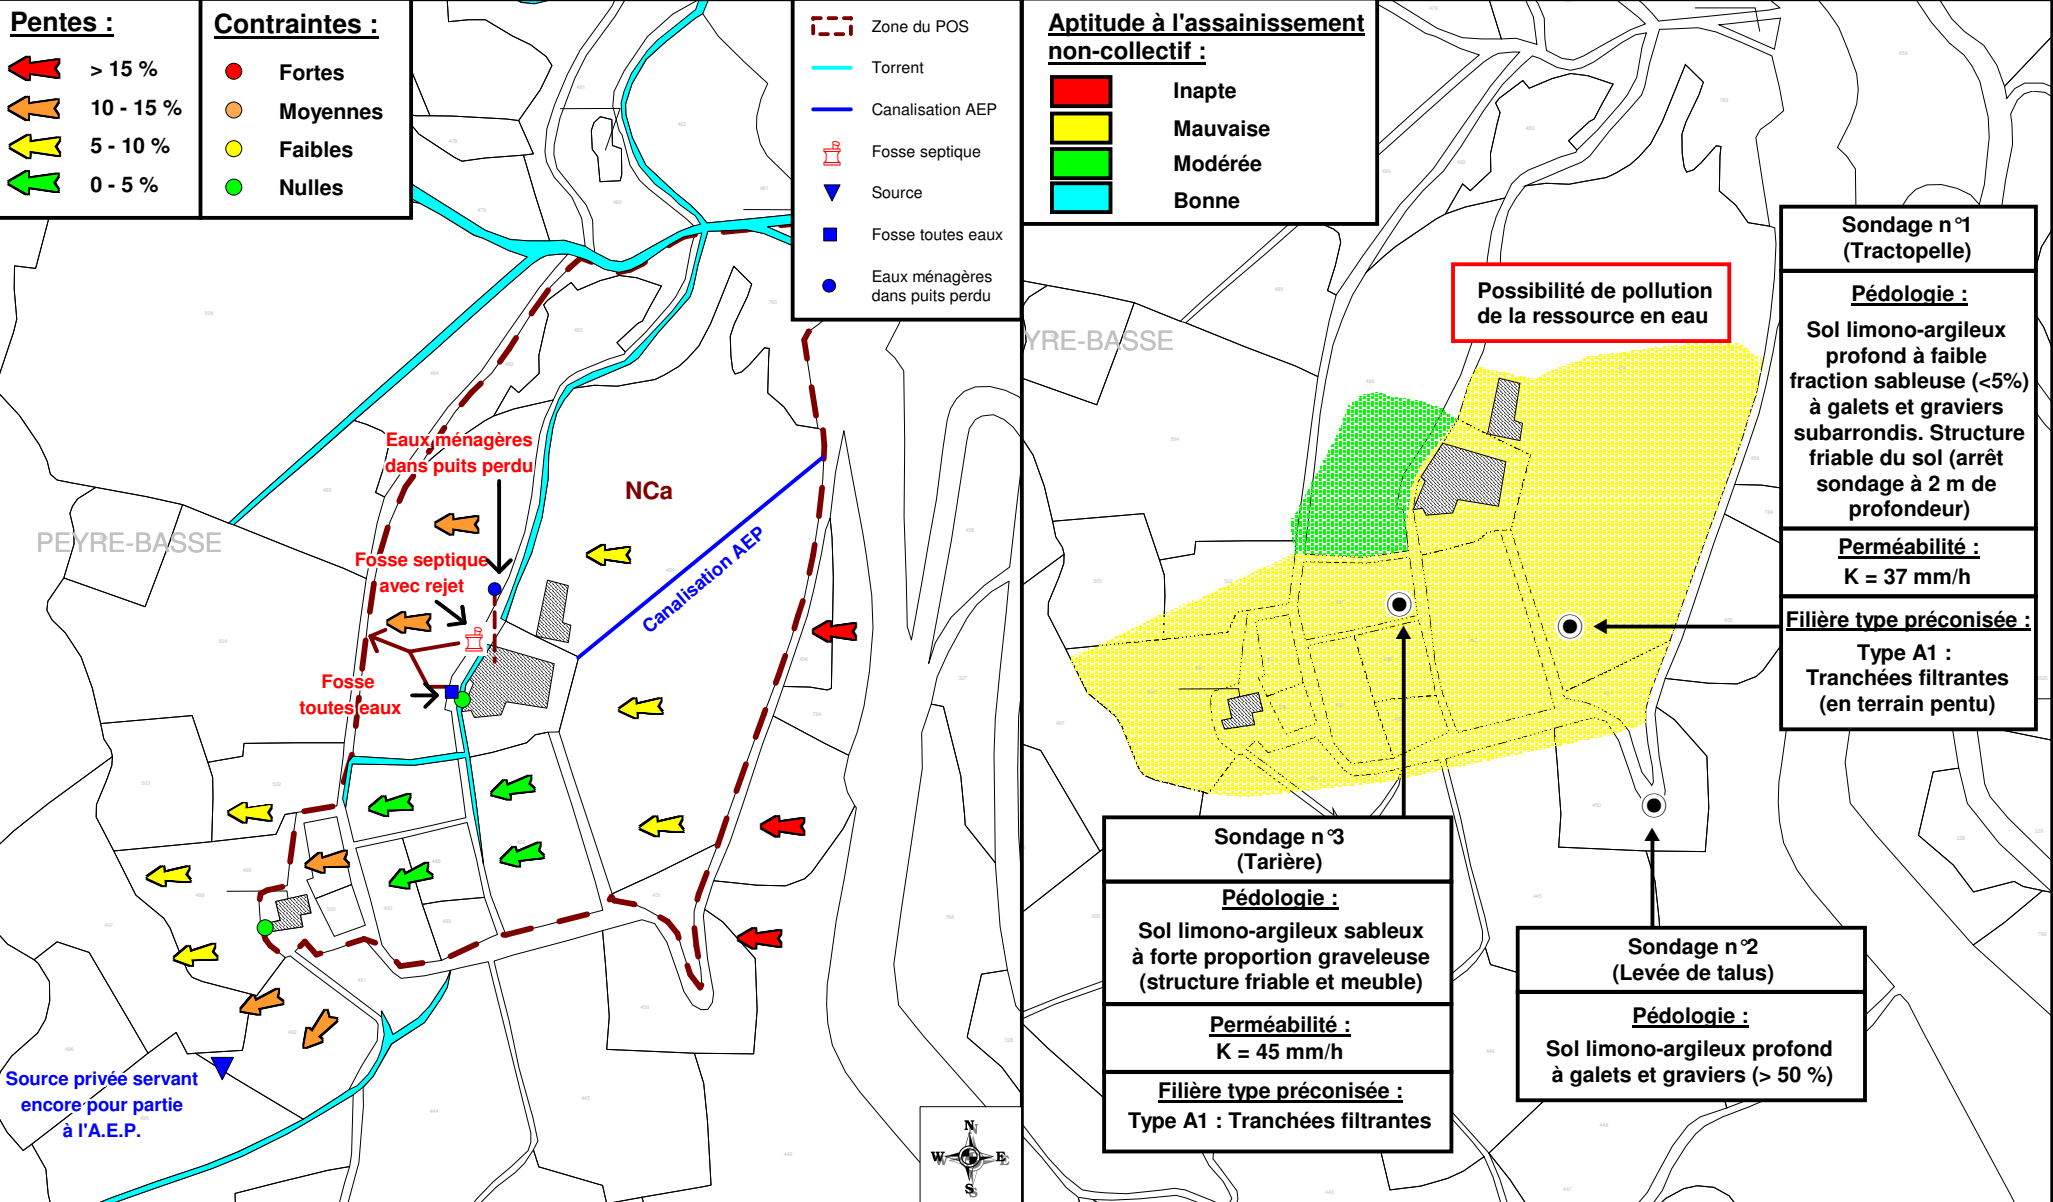 Pentes :
> 15 %
10 - 15 %
5 - 10 %
0 - 5 %
Contraintes :
Fortes
Moyennes
Faibles
Nulles
Zone du POS
Torrent
Canalisation AEP
Fosse septique
Source
Fosse toutes eaux
Eaux ménagères
dans puits perdu
PEYRE-BASSE
Eaux ménagères
dans puits perdu
NCa
Canalisation AEP
Fosse septique
avec rejet
Fosse
toutes eaux
Source privée servant
encore pour partie
à l'A.E.P.
N
W E
S
Aptitude à l'assainissement
non-collectif :
Inapte
Mauvaise
Modérée
Bonne
YRE-BASSE
Possibilité de pollution
de la ressource en eau
Sondage n°1
(Tractopelle)
Pédologie :
Sol limono-argileux
profond à faible
fraction sableuse (<5%)
à galets et graviers
subarrondis. Structure
friable du sol (arrêt
sondage à 2 m de
profondeur)
Perméabilité :
K = 37 mm/h
Filière type préconisée :
Type A1 :
Tranchées filtrantes
(en terrain pentu)
Sondage n°3
(Tarière)
Pédologie :
Sol limono-argileux sableux
à forte proportion graveleuse
(structure friable et meuble)
Perméabilité :
K = 45 mm/h
Filière type préconisée :
Type A1 : Tranchées filtrantes
Sondage n°2
(Levée de talus)
Pédologie :
Sol limono-argileux profond
à galets et graviers (> 50 %)